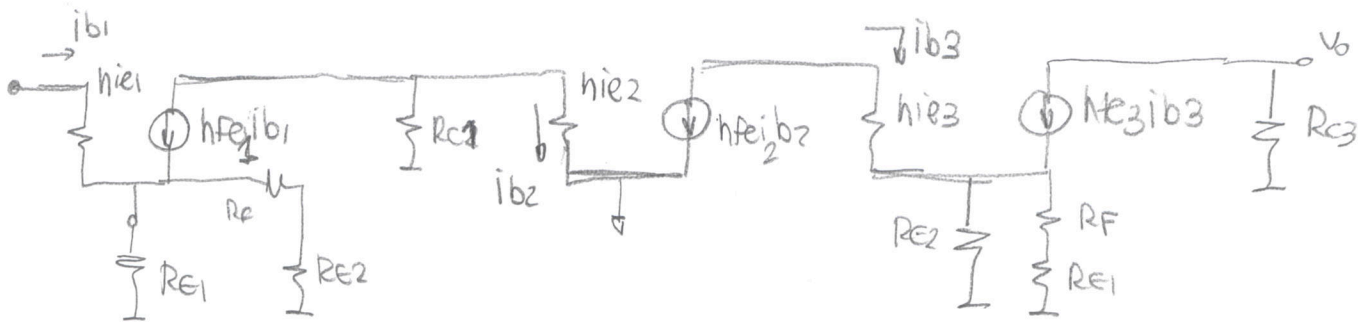 ib1
hie1
hfe1ib1
RF
RE1
RE2
RC1
hie2
ib2
hfe2ib2
ib3
hie3
hfe3ib3
RE2
RF
RE1
Vo
RC3